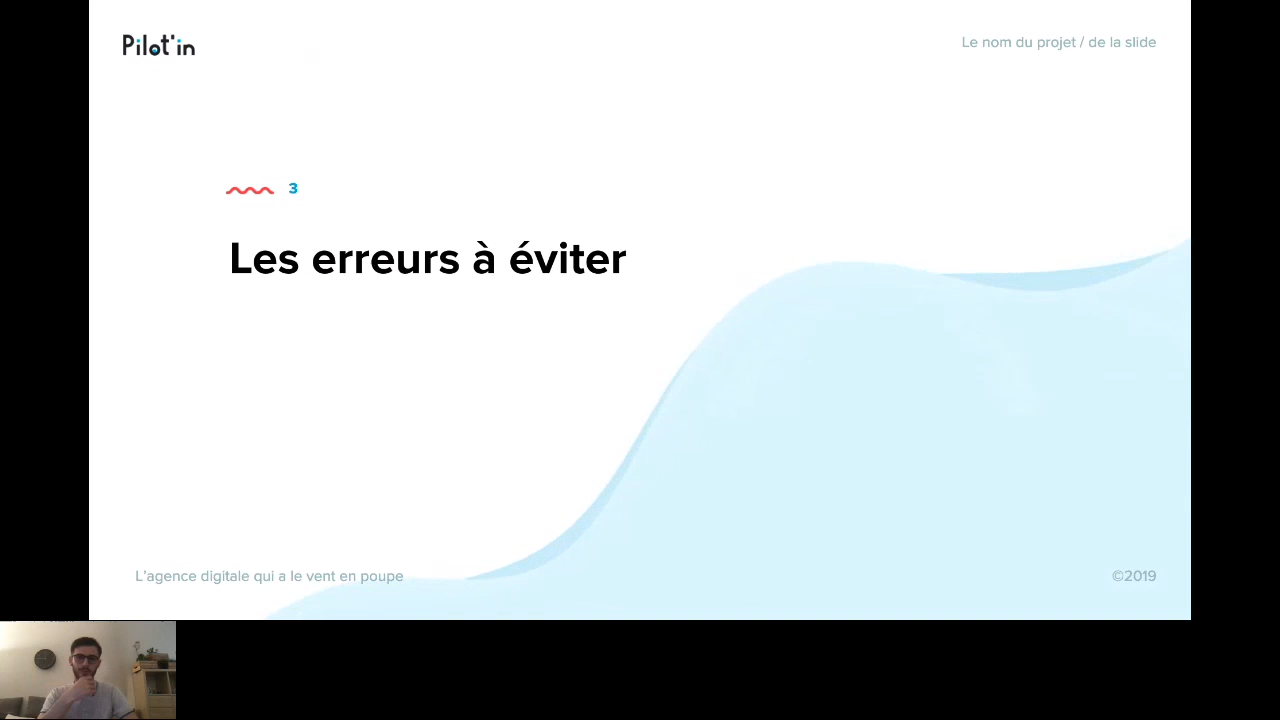 Pilot'in
Le nom du projet / de la slide
3
Les erreurs à éviter
L'agence digitale qui a le vent en poupe
©2019